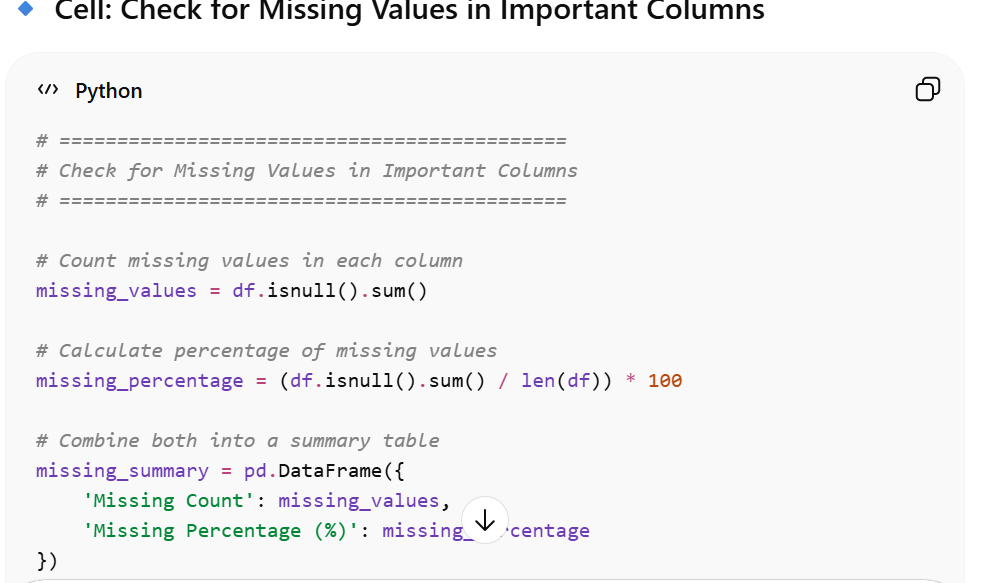 Cell: Check for Missing Values in Important Columns
Python
# ============================================
# Check for Missing Values in Important Columns
# ============================================
# Count missing values in each column
missing_values = df.isnull().sum()
# Calculate percentage of missing values
missing_percentage = (df.isnull().sum() / len(df)) * 100
# Combine both into a summary table
missing_summary = pd.DataFrame({
    'Missing Count': missing_values,
    'Missing Percentage (%)': missing_percentage
})